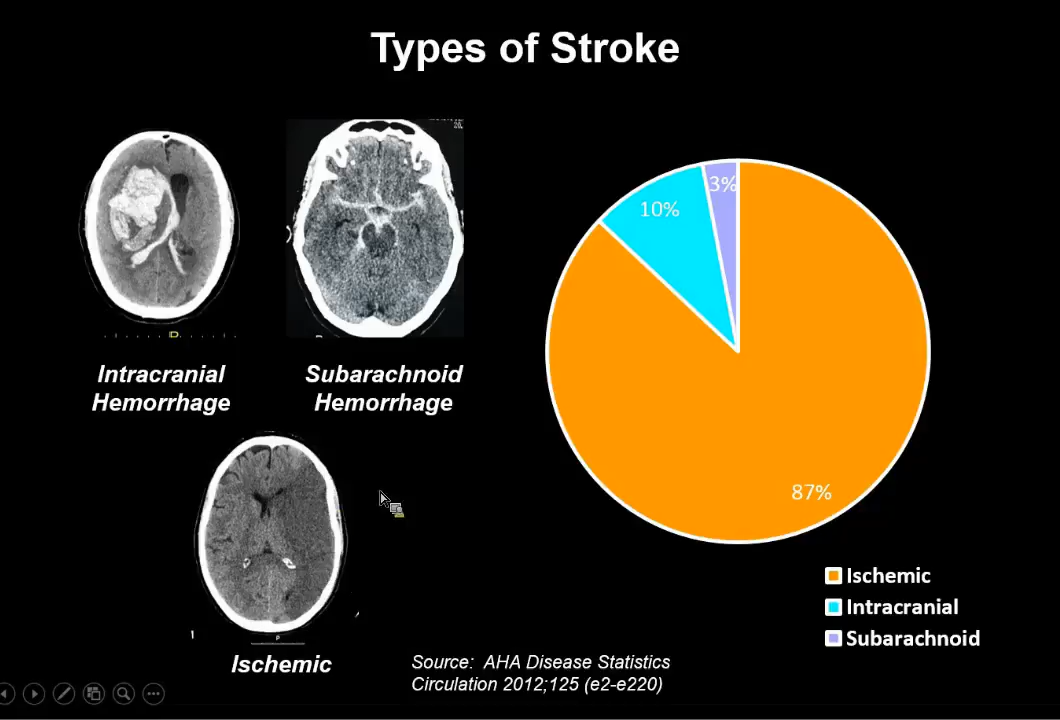 Types of Stroke
Intracranial
Hemorrhage
Subarachnoid
Hemorrhage
3%
10%
87%
Ischemic
Intracranial
Subarachnoid
Ischemic
Source: AHA Disease Statistics
Circulation 2012;125 (e2-e220)